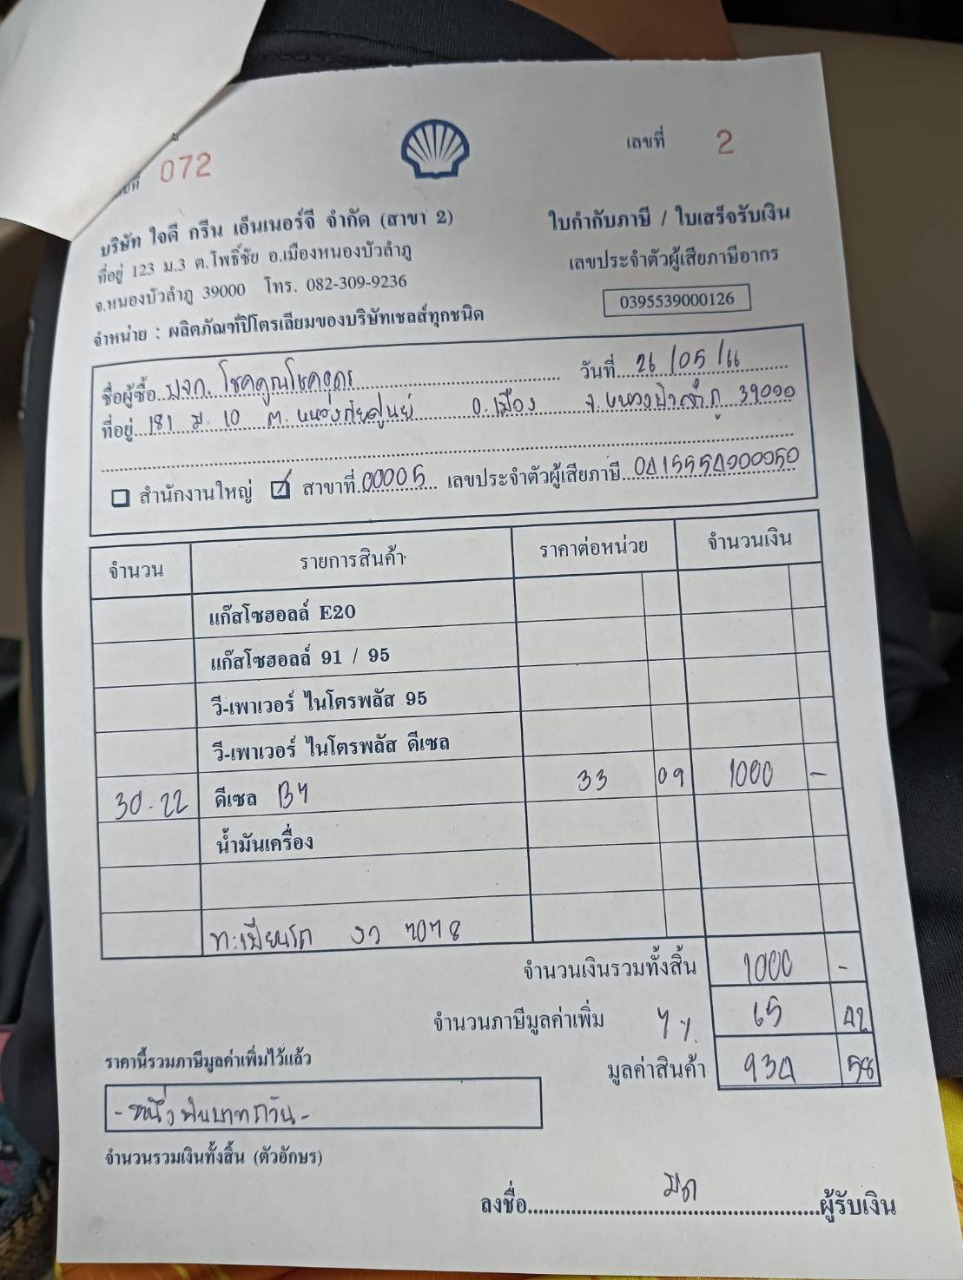 072
เลขที่ 2
บริษัท ใจดี กรีน เอ็นเนอร์จี จำกัด (สาขา 2)
ใบกำกับภาษี / ใบเสร็จรับเงิน
ที่อยู่ 123 ม.3 ต.โพธิ์ชัย อ.เมืองหนองบัวลำภู
เลขประจำตัวผู้เสียภาษีอากร
จ.หนองบัวลำภู 39000 โทร. 082-309-9236
0395539000126
จำหน่าย : ผลิตภัณฑ์ปิโตรเลียมของบริษัทเชลล์ทุกชนิด
ชื่อผู้ซื้อ บจก. โชคคูณโชคอุดร วันที่ 26/05/66
ที่อยู่ 181 ม. 10 ต. หนองภัยศูนย์ อ.เมือง จ.หนองบัวลำภู 39000
สำนักงานใหญ่ ☑ สาขาที่ 00005 เลขประจำตัวผู้เสียภาษี
จำนวน รายการสินค้า ราคาต่อหน่วย จำนวนเงิน
แก๊สโซฮอลล์ E20
แก๊สโซฮอลล์ 91 / 95
วี-เพาเวอร์ ไนโตรพลัส 95
วี-เพาเวอร์ ไนโตรพลัส ดีเซล
30.22 ดีเซล B7 33 09 1000 -
น้ำมันเครื่อง
ทะเบียนรถ 7078
จำนวนเงินรวมทั้งสิ้น 1000 -
จำนวนภาษีมูลค่าเพิ่ม 7% 65 42
ราคานี้รวมภาษีมูลค่าเพิ่มไว้แล้ว
มูลค่าสินค้า 934 58
- หนึ่งพันบาทถ้วน -
จำนวนรวมเงินทั้งสิ้น (ตัวอักษร)
ลงชื่อ ผู้รับเงิน